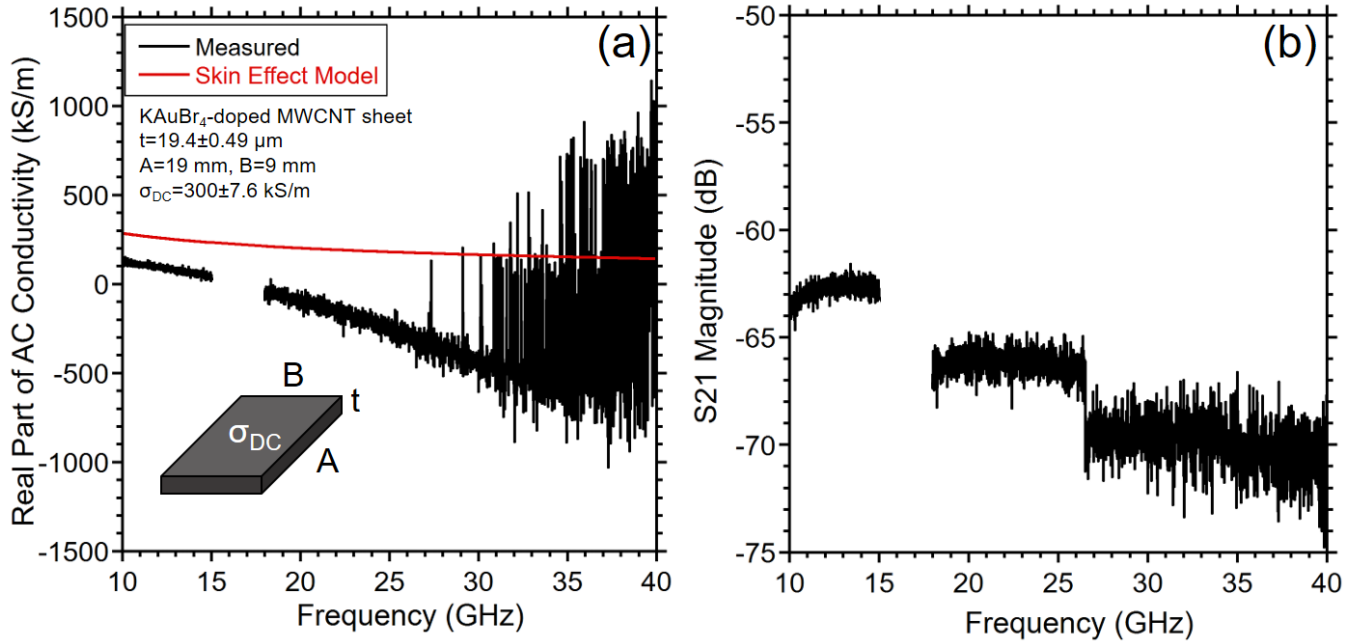 (a)
Measured
Skin Effect Model
KAuBr₄-doped MWCNT sheet
t=19.4±0.49 μm
A=19 mm, B=9 mm
σDC=300±7.6 kS/m
Real Part of AC Conductivity (kS/m)
1500
1000
500
0
-500
-1000
-1500
B
t
σDC
A
10 15 20 25 30 35 40
Frequency (GHz)
(b)
S21 Magnitude (dB)
-50
-55
-60
-65
-70
-75
10 15 20 25 30 35 40
Frequency (GHz)